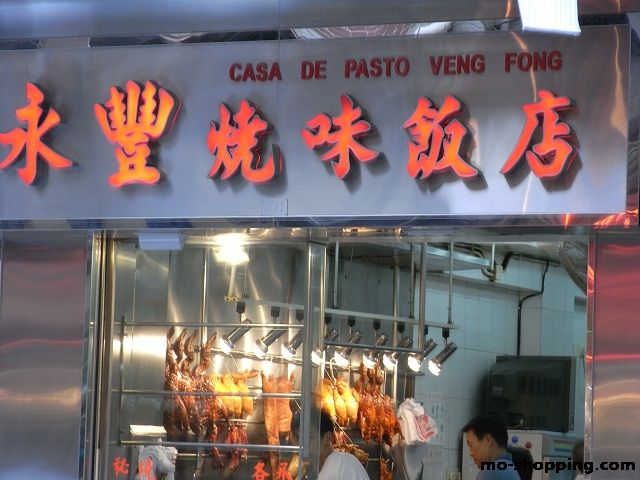 CASA DE PASTO VENG FONG
永豐燒味飯店
mo-shopping.com